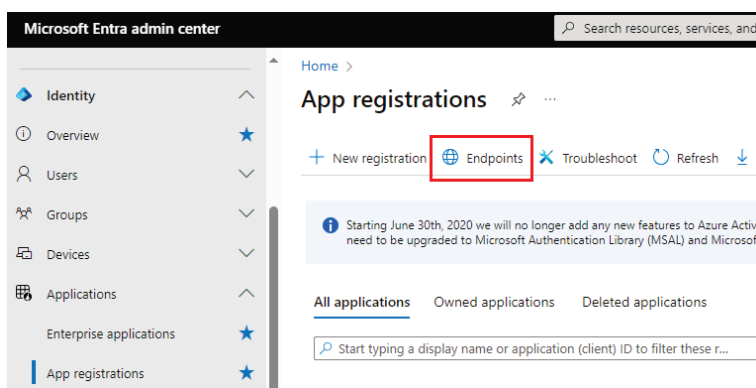 Microsoft Entra admin center
Search resources, services, and
Home >
Identity
App registrations
Overview
New registration
Endpoints
Troubleshoot
Refresh
Users
Groups
Starting June 30th, 2020 we will no longer add any new features to Azure Activ
need to be upgraded to Microsoft Authentication Library (MSAL) and Microsof
Devices
Applications
All applications
Owned applications
Deleted applications
Enterprise applications
Start typing a display name or application (client) ID to filter these r...
App registrations